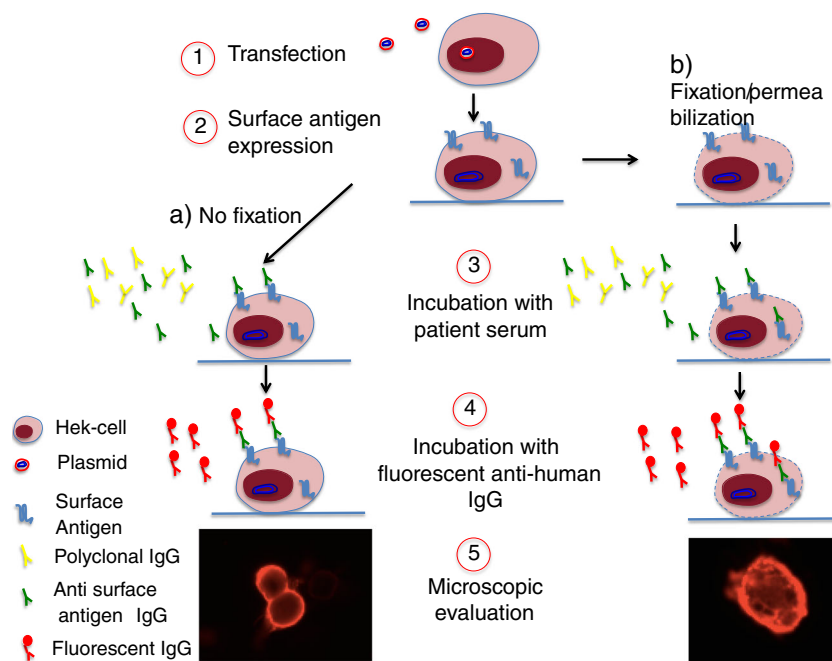 1
Transfection
2
Surface antigen
expression
b)
Fixation/permea
bilization
a) No fixation
3
Incubation with
patient serum
4
Incubation with
fluorescent anti-human
IgG
5
Microscopic
evaluation
Hek-cell
Plasmid
Surface
Antigen
Polyclonal IgG
Anti surface
antigen IgG
Fluorescent IgG